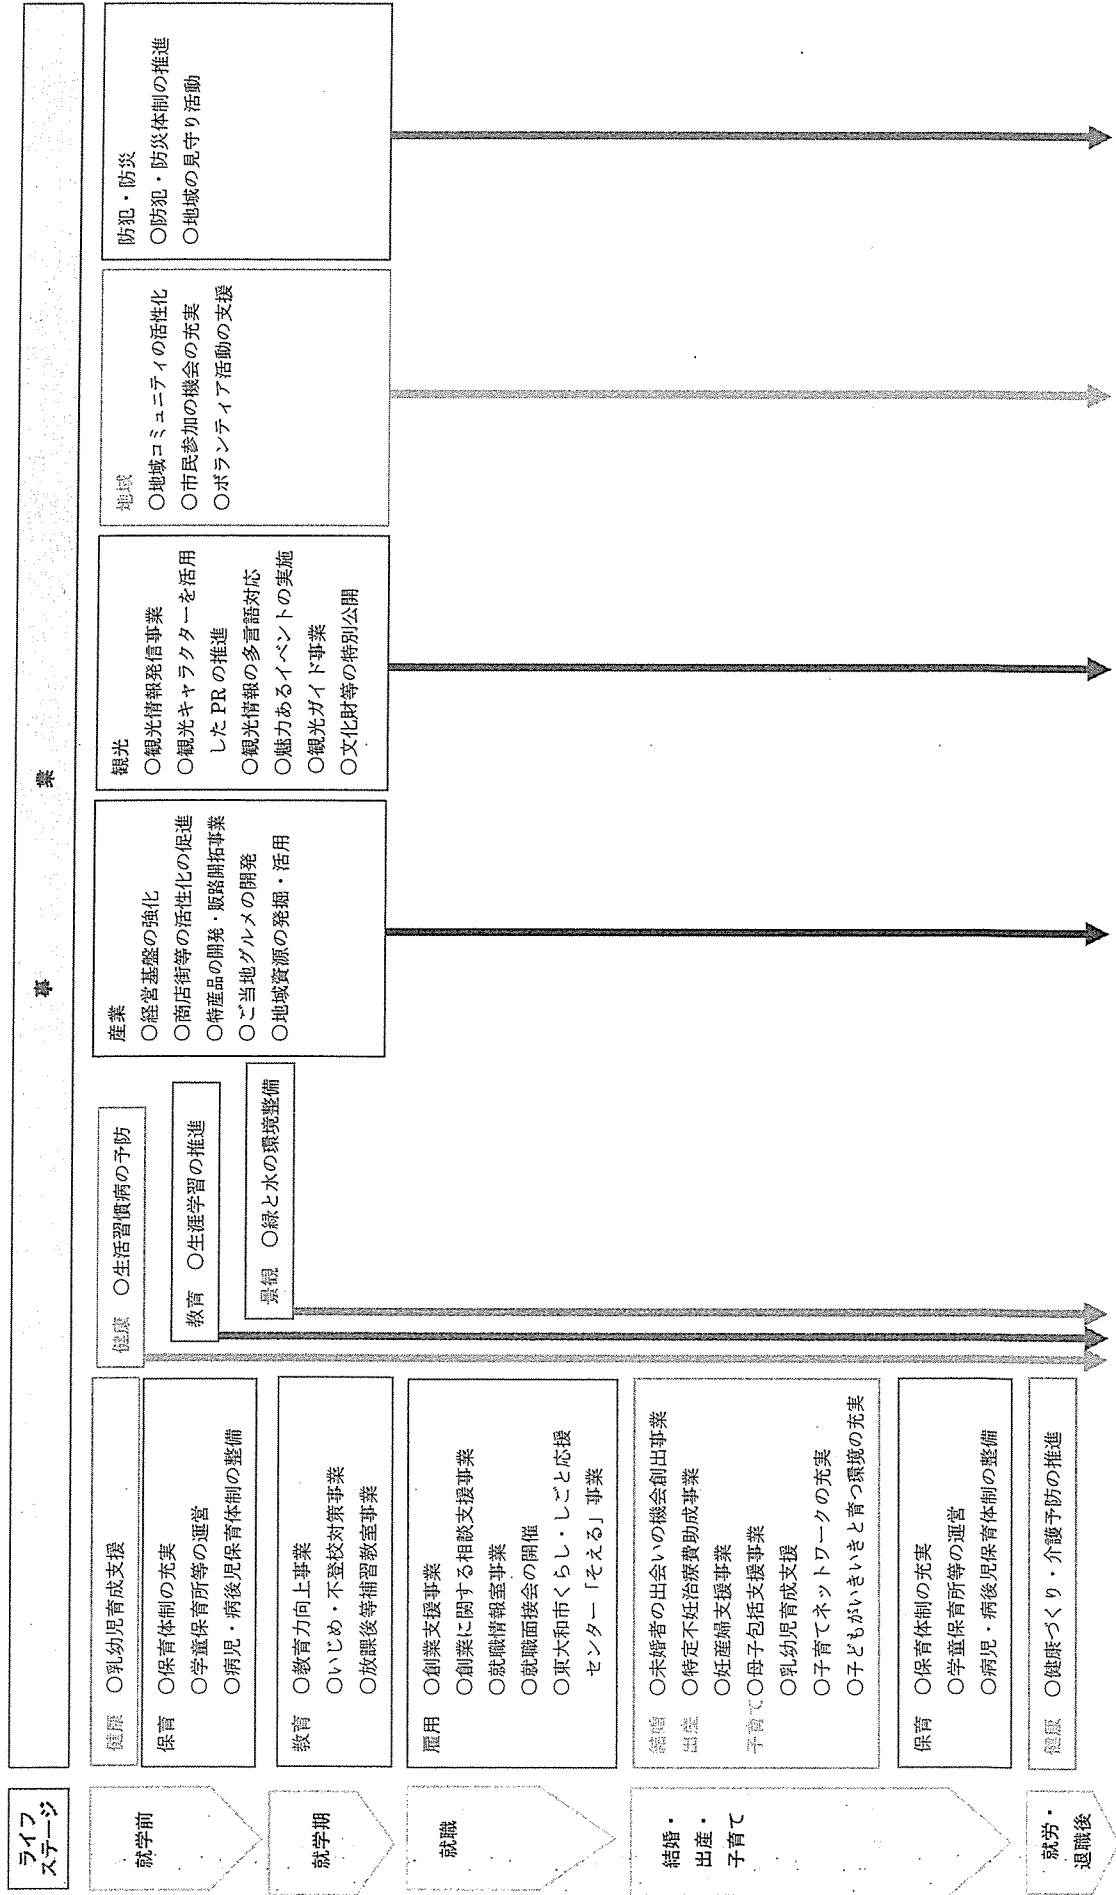 ライフ
ステージ
事業
就学前
健康 ○乳幼児育成支援
保育 ○保育体制の充実
○学童保育所等の運営
○病児・病後児保育体制の整備
就学期
教育 ○教育力向上事業
○いじめ・不登校対策事業
○放課後等補習教室事業
就職
雇用 ○創業支援事業
○創業に関する相談支援事業
○就職情報室事業
○就職面接会の開催
○東大和市くらし・しごと応援
センター「そえる」事業
結婚・
出産・
子育て
結婚 ○未婚者の出会いの機会創出事業
出産 ○特定不妊治療費助成事業
○妊産婦支援事業
子育て○母子包括支援事業
○乳幼児育成支援
○子育てネットワークの充実
○子どもがいきいきと育つ環境の充実
保育 ○保育体制の充実
○学童保育所等の運営
○病児・病後児保育体制の整備
就労・
退職後
健康 ○健康づくり・介護予防の推進
健康 ○生活習慣病の予防
教育 ○生涯学習の推進
景観 ○緑と水の環境整備
産業
○経営基盤の強化
○商店街等の活性化の促進
○特産品の開発・販路開拓事業
○ご当地グルメの開発
○地域資源の発掘・活用
観光
○観光情報発信事業
○観光キャラクターを活用
した PR の推進
○観光情報の多言語対応
○魅力あるイベントの実施
○観光ガイド事業
○文化財等の特別公開
地域
○地域コミュニティの活性化
○市民参加の機会の充実
○ボランティア活動の支援
防犯・防災
○防犯・防災体制の推進
○地域の見守り活動